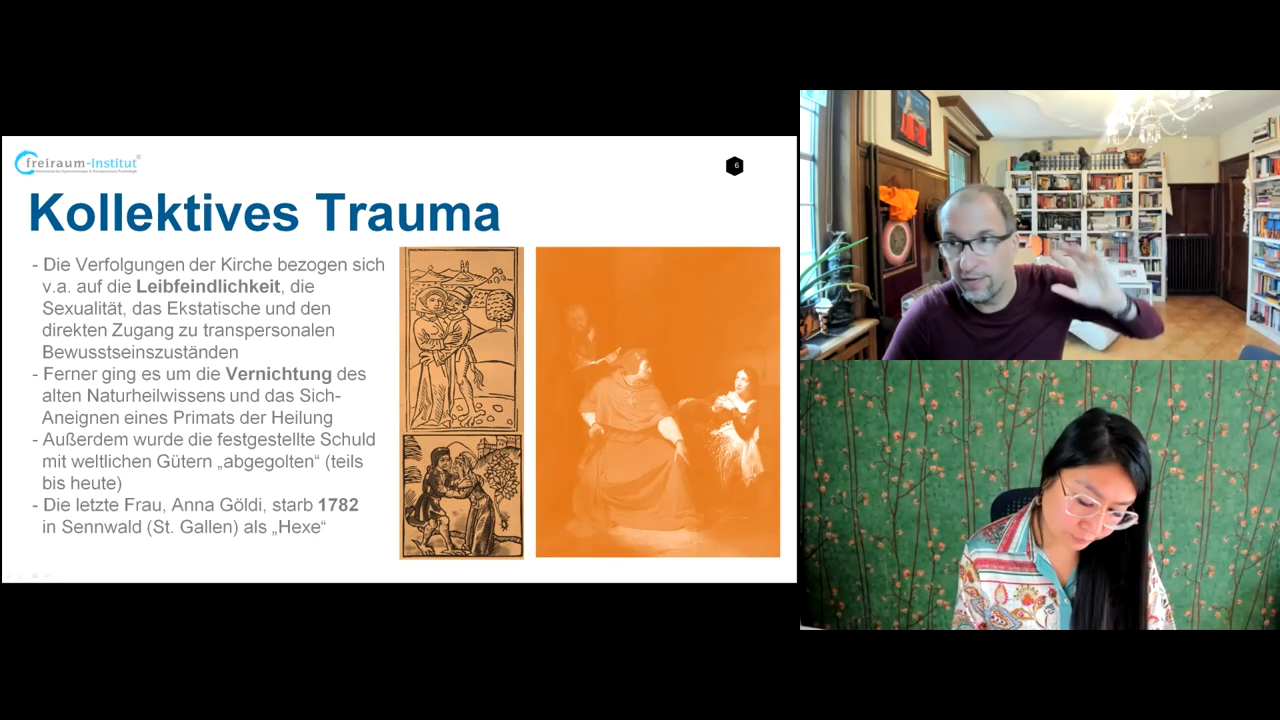 freiraum-Institut®
6
Kollektives Trauma
- Die Verfolgungen der Kirche bezogen sich
v.a. auf die Leibfeindlichkeit, die
Sexualität, das Ekstatische und den
direkten Zugang zu transpersonalen
Bewusstseinszuständen
- Ferner ging es um die Vernichtung des
alten Naturheilwissens und das Sich-
Aneignen eines Primats der Heilung
- Außerdem wurde die festgestellte Schuld
mit weltlichen Gütern „abgegolten“ (teils
bis heute)
- Die letzte Frau, Anna Göldi, starb 1782
in Sennwald (St. Gallen) als „Hexe“